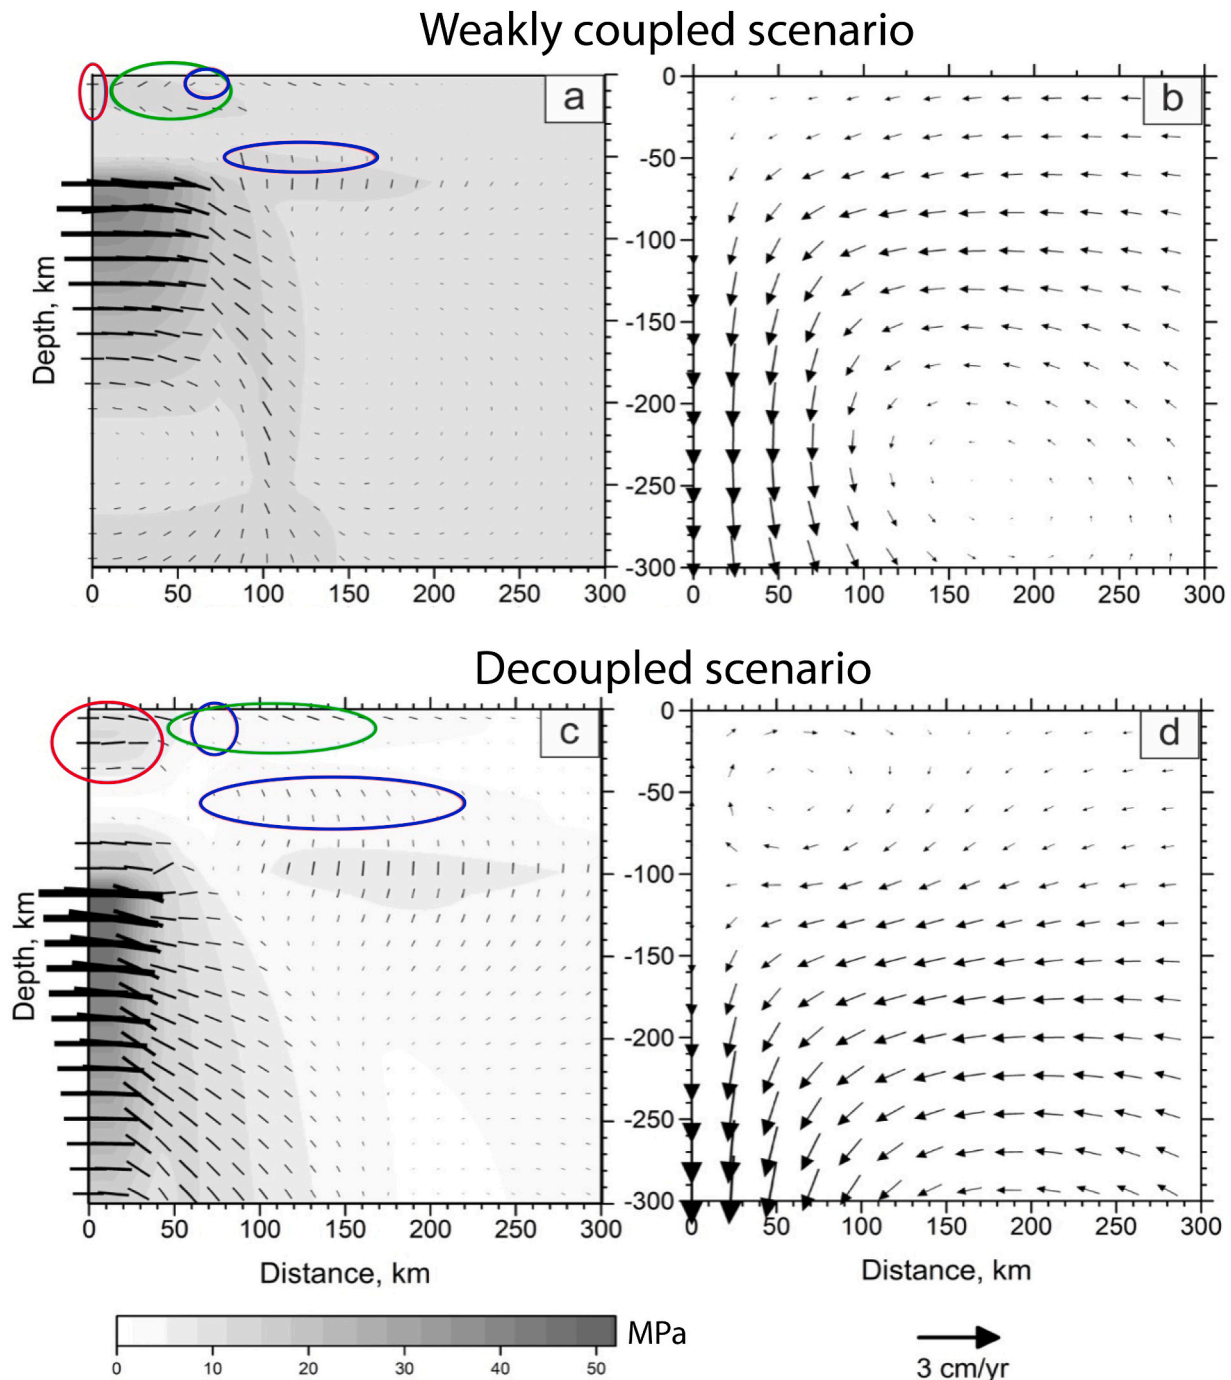 Weakly coupled scenario
a
b
0
-50
-100
-150
-200
-250
-300
Depth, km
0 50 100 150 200 250 300
0 50 100 150 200 250 300
Decoupled scenario
c
d
0
-50
-100
-150
-200
-250
-300
Depth, km
0 50 100 150 200 250 300
0 50 100 150 200 250 300
Distance, km
Distance, km
MPa
0 10 20 30 40 50
3 cm/yr